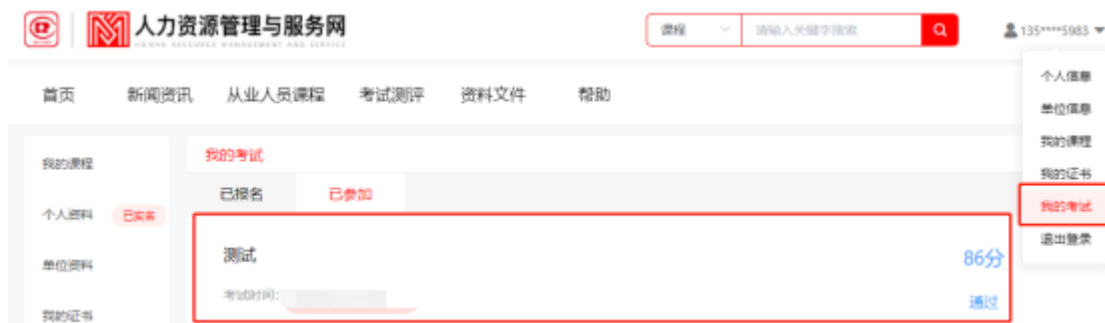 人力资源管理与服务网
HUMAN RESOURCE MANAGEMENT AND SERVICE
课程 请输入关键字搜索
135****5983
首页 新闻资讯 从业人员课程 考试测评 资料文件 帮助
个人信息
单位信息
我的课程
我的证书
我的考试
退出登录
我的课程
个人资料 已实名
单位资料
我的证书
我的考试
已报名 已参加
测试
86分
考试时间:
通过